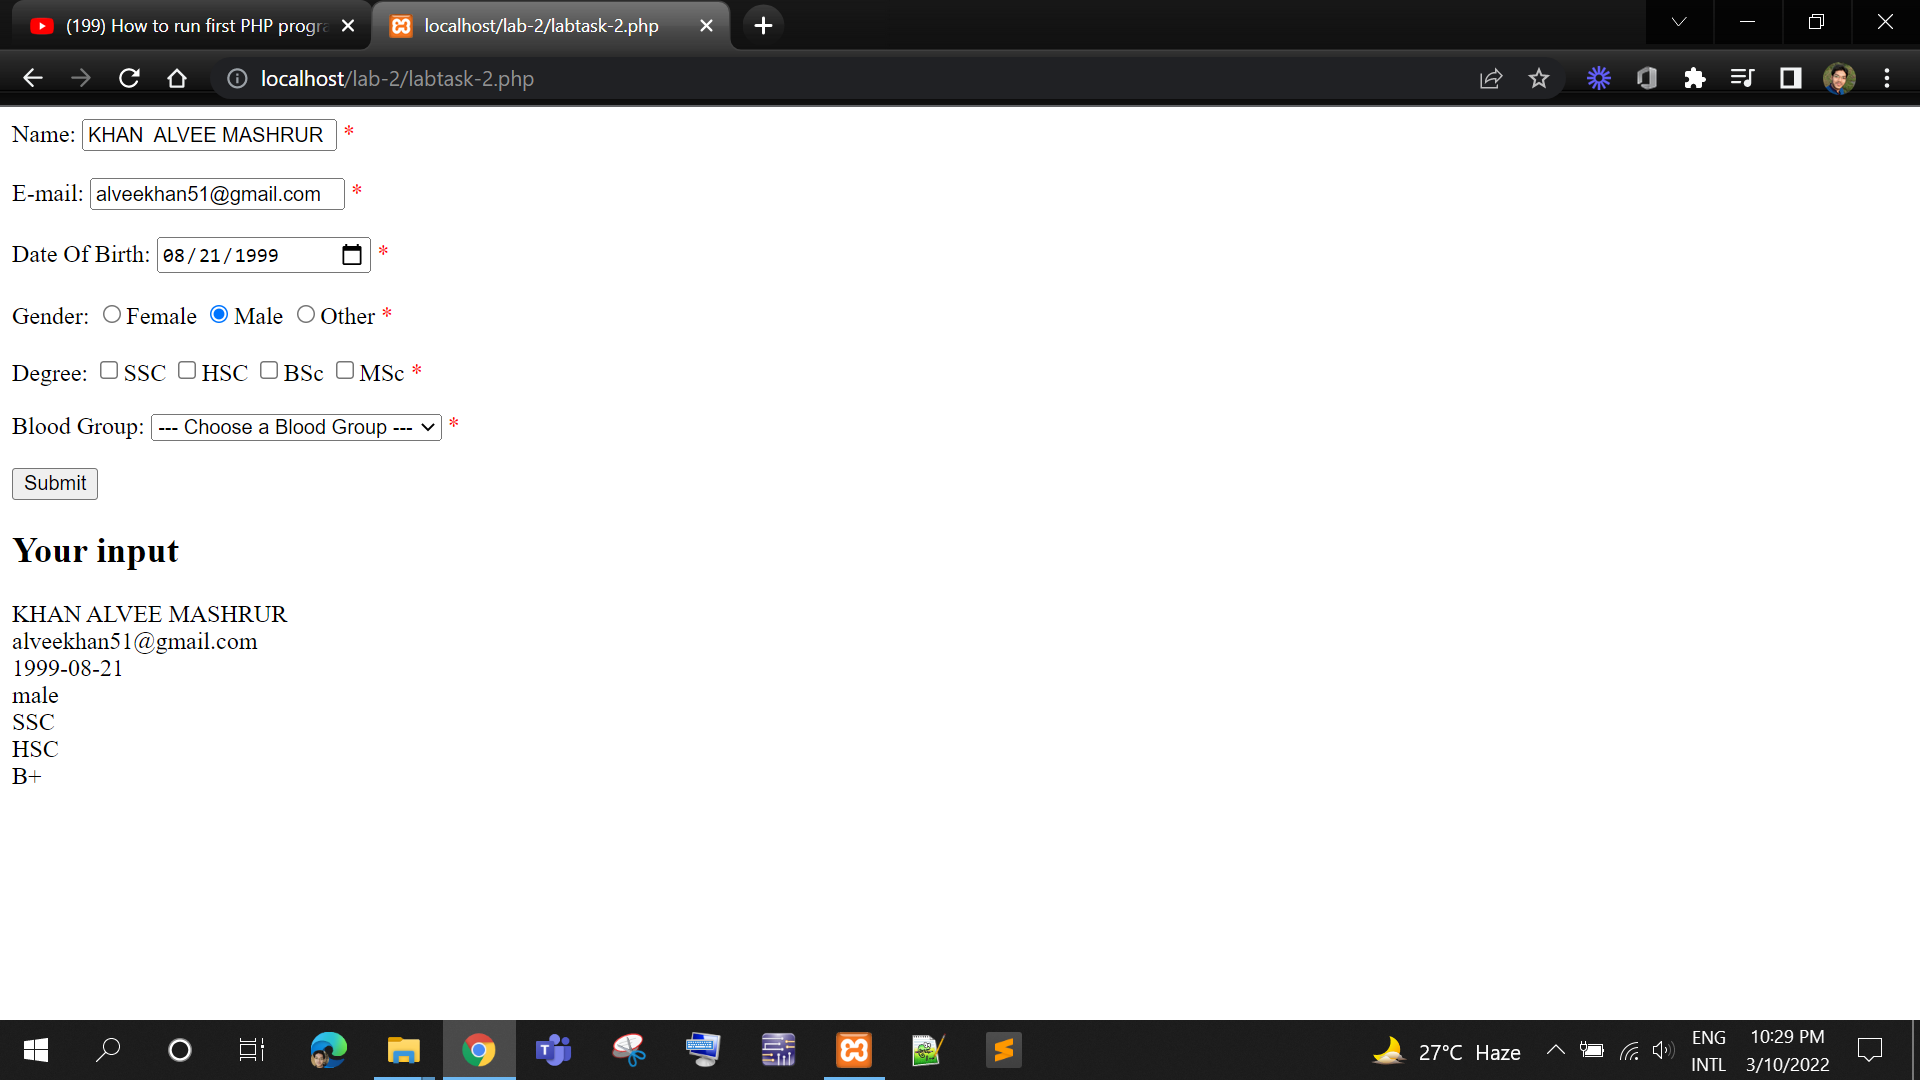 (199) How to run first PHP progra
localhost/lab-2/labtask-2.php
localhost/lab-2/labtask-2.php
Name: KHAN  ALVEE MASHRUR *
E-mail: alveekhan51@gmail.com *
Date Of Birth: 08/21/1999 *
Gender: Female Male Other *
Degree: SSC HSC BSc MSc *
Blood Group: --- Choose a Blood Group --- *
Submit
Your input
KHAN ALVEE MASHRUR
alveekhan51@gmail.com
1999-08-21
male
SSC
HSC
B+
27°C Haze
ENG
INTL
10:29 PM
3/10/2022